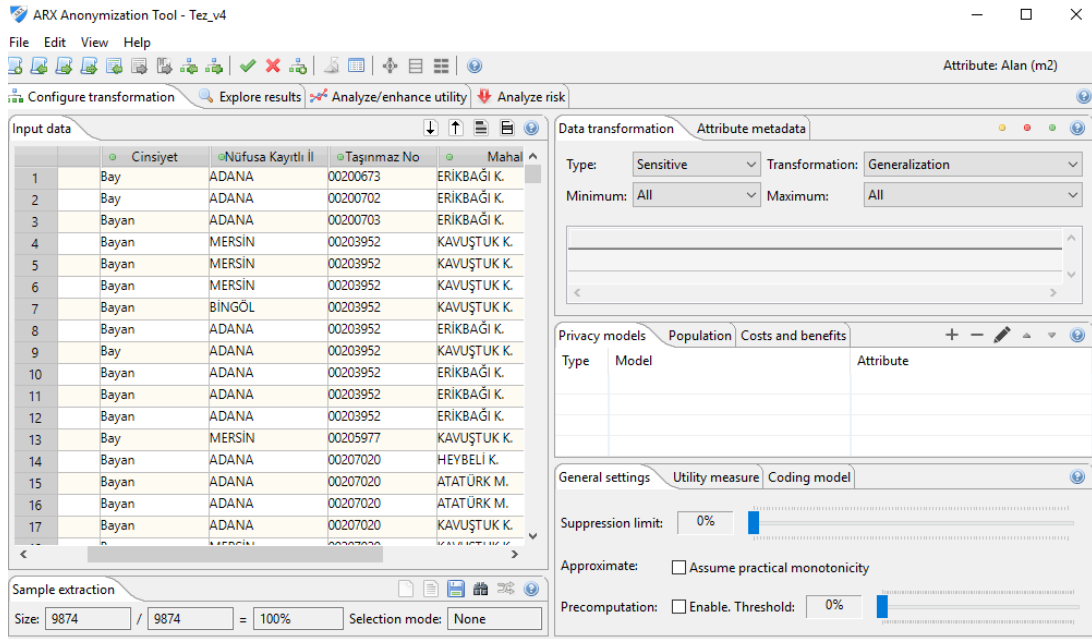 ARX Anonymization Tool - Tez_v4
File Edit View Help
Attribute: Alan (m2)
Configure transformation Explore results Analyze/enhance utility Analyze risk
Input data
Cinsiyet Nüfusa Kayıtlı İl Taşınmaz No Mahal
1 Bay ADANA 00200673 ERİKBAĞI K.
2 Bay ADANA 00200702 ERİKBAĞI K.
3 Bayan ADANA 00200703 ERİKBAĞI K.
4 Bayan MERSİN 00203952 KAVUŞTUK K.
5 Bayan MERSİN 00203952 KAVUŞTUK K.
6 Bayan MERSİN 00203952 KAVUŞTUK K.
7 Bayan BİNGÖL 00203952 KAVUŞTUK K.
8 Bayan ADANA 00203952 ERİKBAĞI K.
9 Bay ADANA 00203952 KAVUŞTUK K.
10 Bayan ADANA 00203952 ERİKBAĞI K.
11 Bayan ADANA 00203952 ERİKBAĞI K.
12 Bayan ADANA 00203952 ERİKBAĞI K.
13 Bay MERSİN 00205977 KAVUŞTUK K.
14 Bayan ADANA 00207020 HEYBELİ K.
15 Bayan ADANA 00207020 ATATÜRK M.
16 Bayan ADANA 00207020 ATATÜRK M.
17 Bayan ADANA 00207020 KAVUŞTUK K.
Sample extraction
Size: 9874 / 9874 = 100% Selection mode: None
Data transformation Attribute metadata
Type: Sensitive Transformation: Generalization
Minimum: All Maximum: All
Privacy models Population Costs and benefits
Type Model Attribute
General settings Utility measure Coding model
Suppression limit: 0%
Approximate: Assume practical monotonicity
Precomputation: Enable. Threshold: 0%